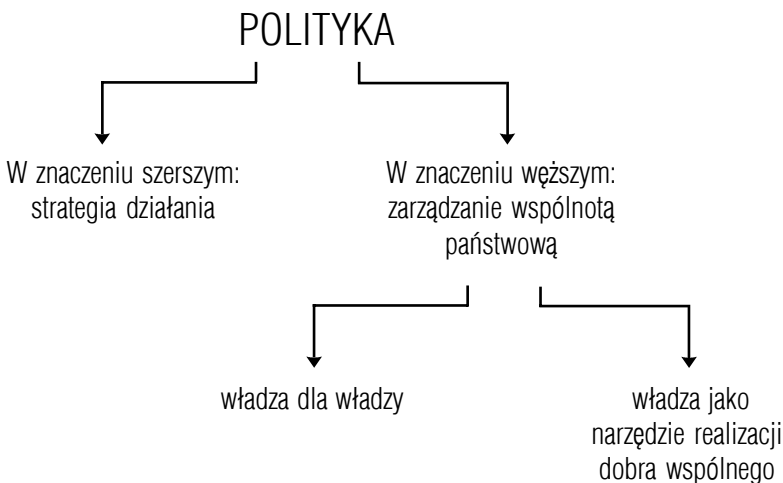 POLITYKA
W znaczeniu szerszym:
strategia działania
W znaczeniu węższym:
zarządzanie wspólnotą
państwową
władza dla władzy
władza jako
narzędzie realizacji
dobra wspólnego